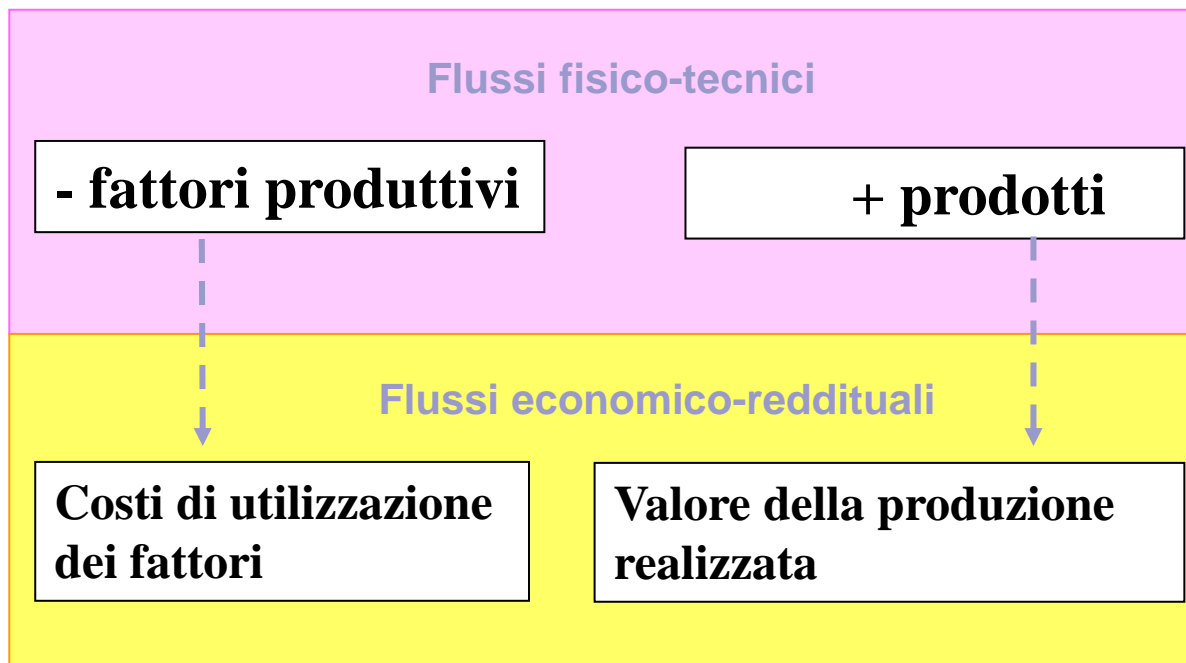 Flussi fisico-tecnici
- fattori produttivi
+ prodotti
Flussi economico-reddituali
Costi di utilizzazione
dei fattori
Valore della produzione
realizzata